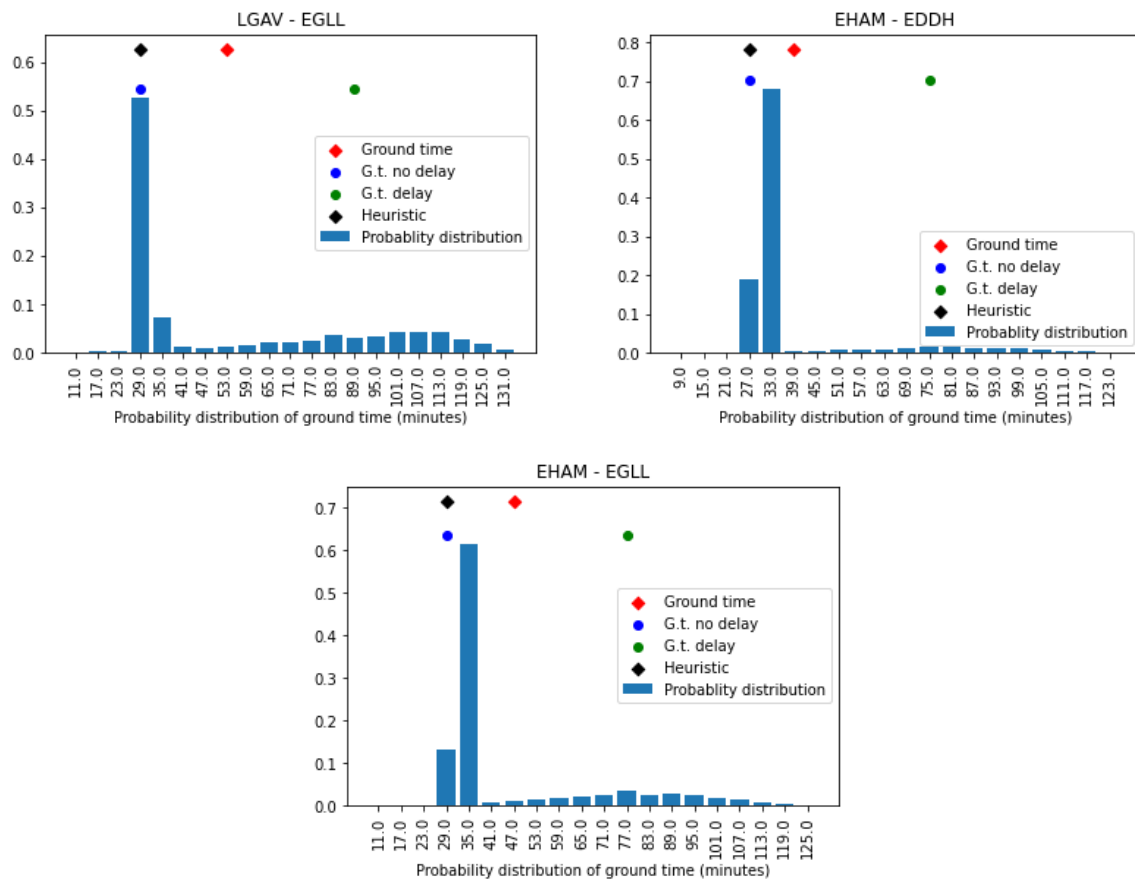 LGAV - EGLL
0.6
0.5
0.4
0.3
0.2
0.1
0.0
Ground time
G.t. no delay
G.t. delay
Heuristic
Probablity distribution
11.0 17.0 23.0 29.0 35.0 41.0 47.0 53.0 59.0 65.0 71.0 77.0 83.0 89.0 95.0 101.0 107.0 113.0 119.0 125.0 131.0
Probability distribution of ground time (minutes)
EHAM - EDDH
0.8
0.7
0.6
0.5
0.4
0.3
0.2
0.1
0.0
Ground time
G.t. no delay
G.t. delay
Heuristic
Probablity distribution
9.0 15.0 21.0 27.0 33.0 39.0 45.0 51.0 57.0 63.0 69.0 75.0 81.0 87.0 93.0 99.0 105.0 111.0 117.0 123.0
Probability distribution of ground time (minutes)
EHAM - EGLL
0.7
0.6
0.5
0.4
0.3
0.2
0.1
0.0
Ground time
G.t. no delay
G.t. delay
Heuristic
Probablity distribution
11.0 17.0 23.0 29.0 35.0 41.0 47.0 53.0 59.0 65.0 71.0 77.0 83.0 89.0 95.0 101.0 107.0 113.0 119.0 125.0
Probability distribution of ground time (minutes)